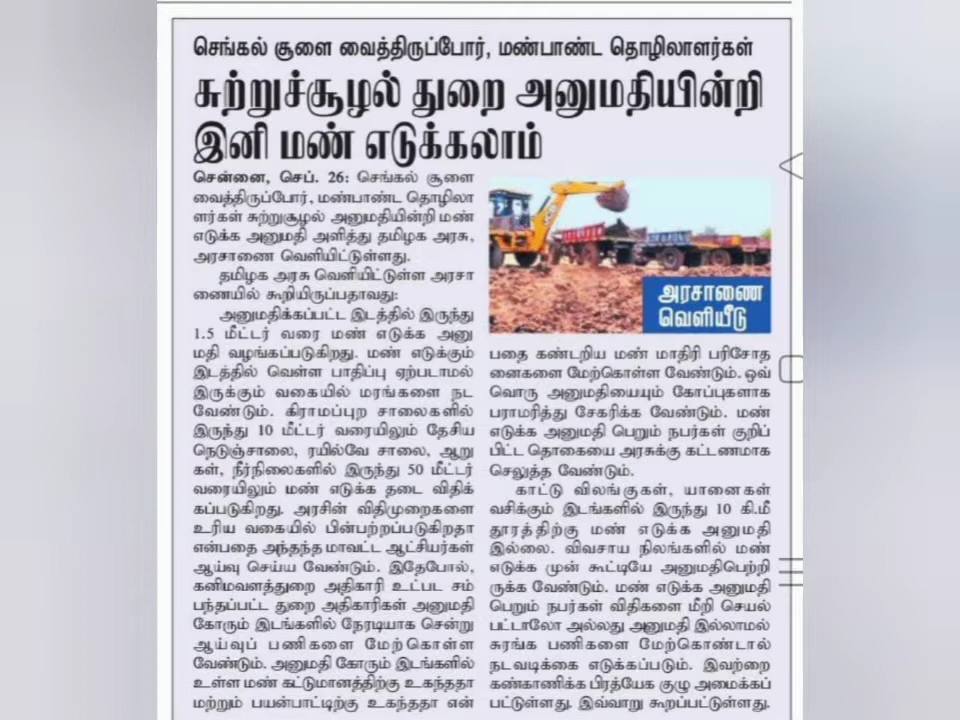 செங்கல் சூளை வைத்திருப்போர், மண்பாண்ட தொழிலாளர்கள்
சுற்றுச்சூழல் துறை அனுமதியின்றி
இனி மண் எடுக்கலாம்
சென்னை, செப். 26: செங்கல் சூளை
வைத்திருப்போர், மண்பாண்ட தொழிலா
ளர்கள் சுற்றுசூழல் அனுமதியின்றி மண்
எடுக்க அனுமதி அளித்து தமிழக அரசு,
அரசாணை வெளியிட்டுள்ளது.
தமிழக அரசு வெளியிட்டுள்ள அரசா
ணையில் கூறியிருப்பதாவது:
அனுமதிக்கப்பட்ட இடத்தில் இருந்து
1.5 மீட்டர் வரை மண் எடுக்க அனு
மதி வழங்கப்படுகிறது. மண் எடுக்கும்
இடத்தில் வெள்ள பாதிப்பு ஏற்படாமல்
இருக்கும் வகையில் மரங்களை நட
வேண்டும். கிராமப்புற சாலைகளில்
இருந்து 10 மீட்டர் வரையிலும் தேசிய
நெடுஞ்சாலை, ரயில்வே சாலை, ஆறு
கள், நீர்நிலைகளில் இருந்து 50 மீட்டர்
வரையிலும் மண் எடுக்க தடை விதிக்
கப்படுகிறது. அரசின் விதிமுறைகளை
உரிய வகையில் பின்பற்றப்படுகிறதா
என்பதை அந்தந்த மாவட்ட ஆட்சியர்கள்
ஆய்வு செய்ய வேண்டும். இதேபோல்,
கனிமவளத்துறை அதிகாரி உட்பட சம்
பந்தப்பட்ட துறை அதிகாரிகள் அனுமதி
கோரும் இடங்களில் நேரடியாக சென்று
ஆய்வுப் பணிகளை மேற்கொள்ள
வேண்டும். அனுமதி கோரும் இடங்களில்
உள்ள மண் கட்டுமானத்திற்கு உகந்ததா
மற்றும் பயன்பாட்டிற்கு உகந்ததா என்
அரசாணை
வெளியீடு
பதை கண்டறிய மண் மாதிரி பரிசோத
னைகளை மேற்கொள்ள வேண்டும். ஒவ்
வொரு அனுமதியையும் கோப்புகளாக
பராமரித்து சேகரிக்க வேண்டும். மண்
எடுக்க அனுமதி பெறும் நபர்கள் குறிப்
பிட்ட தொகையை அரசுக்கு கட்டணமாக
செலுத்த வேண்டும்.
காட்டு விலங்குகள், யானைகள்
வசிக்கும் இடங்களில் இருந்து 10 கி.மீ
தூரத்திற்கு மண் எடுக்க அனுமதி
இல்லை. விவசாய நிலங்களில் மண்
எடுக்க முன் கூட்டியே அனுமதிபெற்றி
ருக்க வேண்டும். மண் எடுக்க அனுமதி
பெறும் நபர்கள் விதிகளை மீறி செயல்
பட்டாலோ அல்லது அனுமதி இல்லாமல்
சுரங்க பணிகளை மேற்கொண்டால்
நடவடிக்கை எடுக்கப்படும். இவற்றை
கண்காணிக்க பிரத்யேக குழு அமைக்கப்
பட்டுள்ளது. இவ்வாறு கூறப்பட்டுள்ளது.